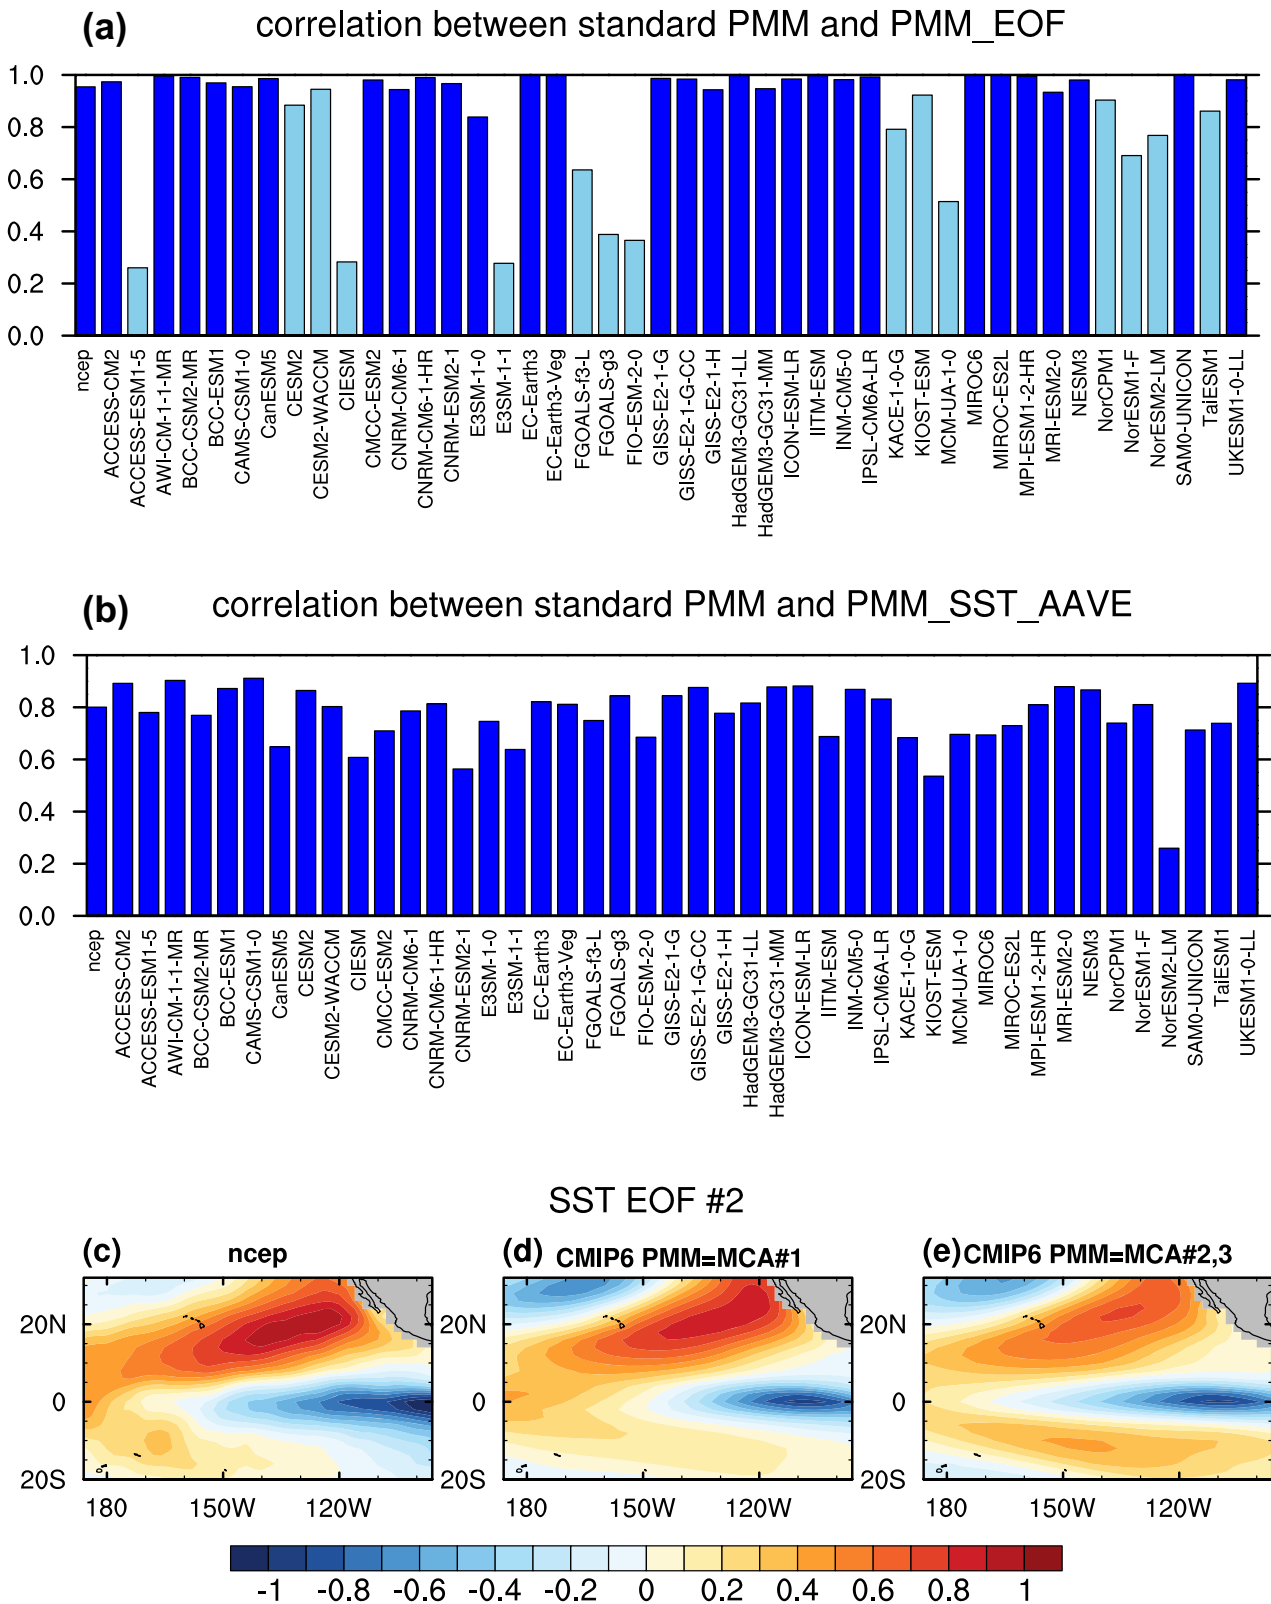 (a) correlation between standard PMM and PMM_EOF
1.0
0.8
0.6
0.4
0.2
0.0
ncep
ACCESS-CM2
ACCESS-ESM1-5
AWI-CM-1-1-MR
BCC-CSM2-MR
BCC-ESM1
CAMS-CSM1-0
CanESM5
CESM2
CESM2-WACCM
CIESM
CMCC-ESM2
CNRM-CM6-1
CNRM-CM6-1-HR
CNRM-ESM2-1
E3SM-1-0
E3SM-1-1
EC-Earth3
EC-Earth3-Veg
FGOALS-f3-L
FGOALS-g3
FIO-ESM-2-0
GISS-E2-1-G
GISS-E2-1-G-CC
GISS-E2-1-H
HadGEM3-GC31-LL
HadGEM3-GC31-MM
ICON-ESM-LR
IITM-ESM
INM-CM5-0
IPSL-CM6A-LR
KACE-1-0-G
KIOST-ESM
MCM-UA-1-0
MIROC6
MIROC-ES2L
MPI-ESM1-2-HR
MRI-ESM2-0
NESM3
NorCPM1
NorESM1-F
NorESM2-LM
SAM0-UNICON
TaiESM1
UKESM1-0-LL
(b) correlation between standard PMM and PMM_SST_AAVE
1.0
0.8
0.6
0.4
0.2
0.0
ncep
ACCESS-CM2
ACCESS-ESM1-5
AWI-CM-1-1-MR
BCC-CSM2-MR
BCC-ESM1
CAMS-CSM1-0
CanESM5
CESM2
CESM2-WACCM
CIESM
CMCC-ESM2
CNRM-CM6-1
CNRM-CM6-1-HR
CNRM-ESM2-1
E3SM-1-0
E3SM-1-1
EC-Earth3
EC-Earth3-Veg
FGOALS-f3-L
FGOALS-g3
FIO-ESM-2-0
GISS-E2-1-G
GISS-E2-1-G-CC
GISS-E2-1-H
HadGEM3-GC31-LL
HadGEM3-GC31-MM
ICON-ESM-LR
IITM-ESM
INM-CM5-0
IPSL-CM6A-LR
KACE-1-0-G
KIOST-ESM
MCM-UA-1-0
MIROC6
MIROC-ES2L
MPI-ESM1-2-HR
MRI-ESM2-0
NESM3
NorCPM1
NorESM1-F
NorESM2-LM
SAM0-UNICON
TaiESM1
UKESM1-0-LL
SST EOF #2
(c) ncep
20N
0
20S
180 150W 120W
(d) CMIP6 PMM=MCA#1
20N
0
20S
180 150W 120W
(e) CMIP6 PMM=MCA#2,3
20N
0
20S
180 150W 120W
-1 -0.8 -0.6 -0.4 -0.2 0 0.2 0.4 0.6 0.8 1